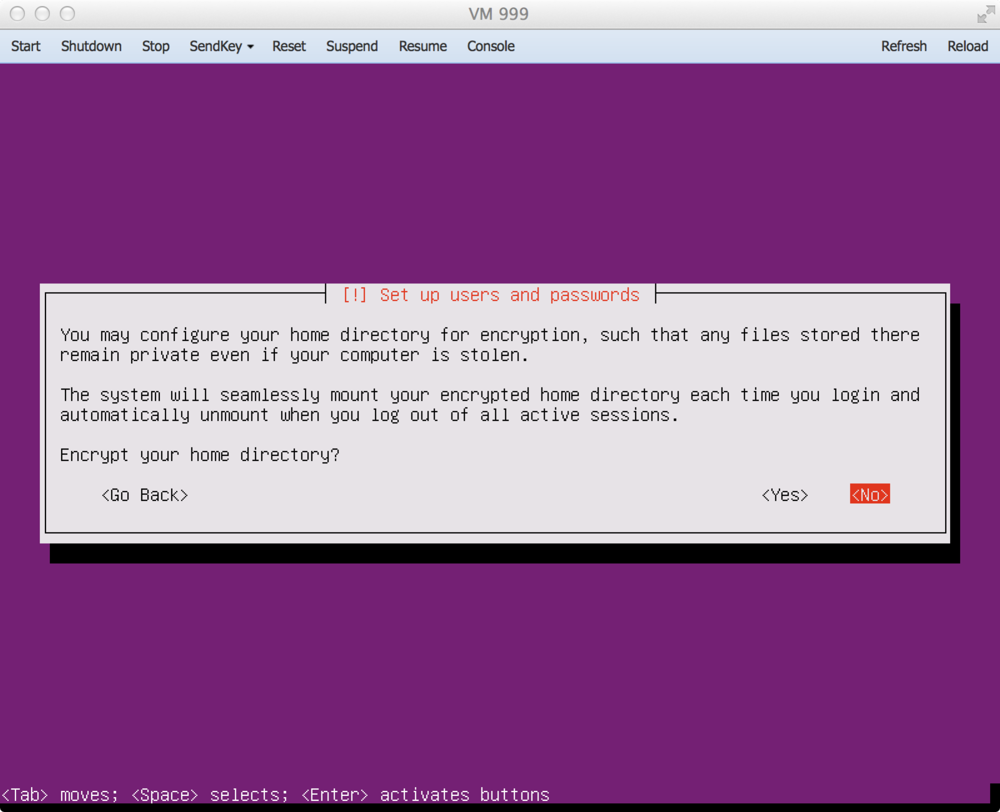 VM 999
Start Shutdown Stop SendKey Reset Suspend Resume Console Refresh Reload
[!] Set up users and passwords
You may configure your home directory for encryption, such that any files stored there
remain private even if your computer is stolen.
The system will seamlessly mount your encrypted home directory each time you login and
automatically unmount when you log out of all active sessions.
Encrypt your home directory?
<Go Back> <Yes> <No>
<Tab> moves; <Space> selects; <Enter> activates buttons